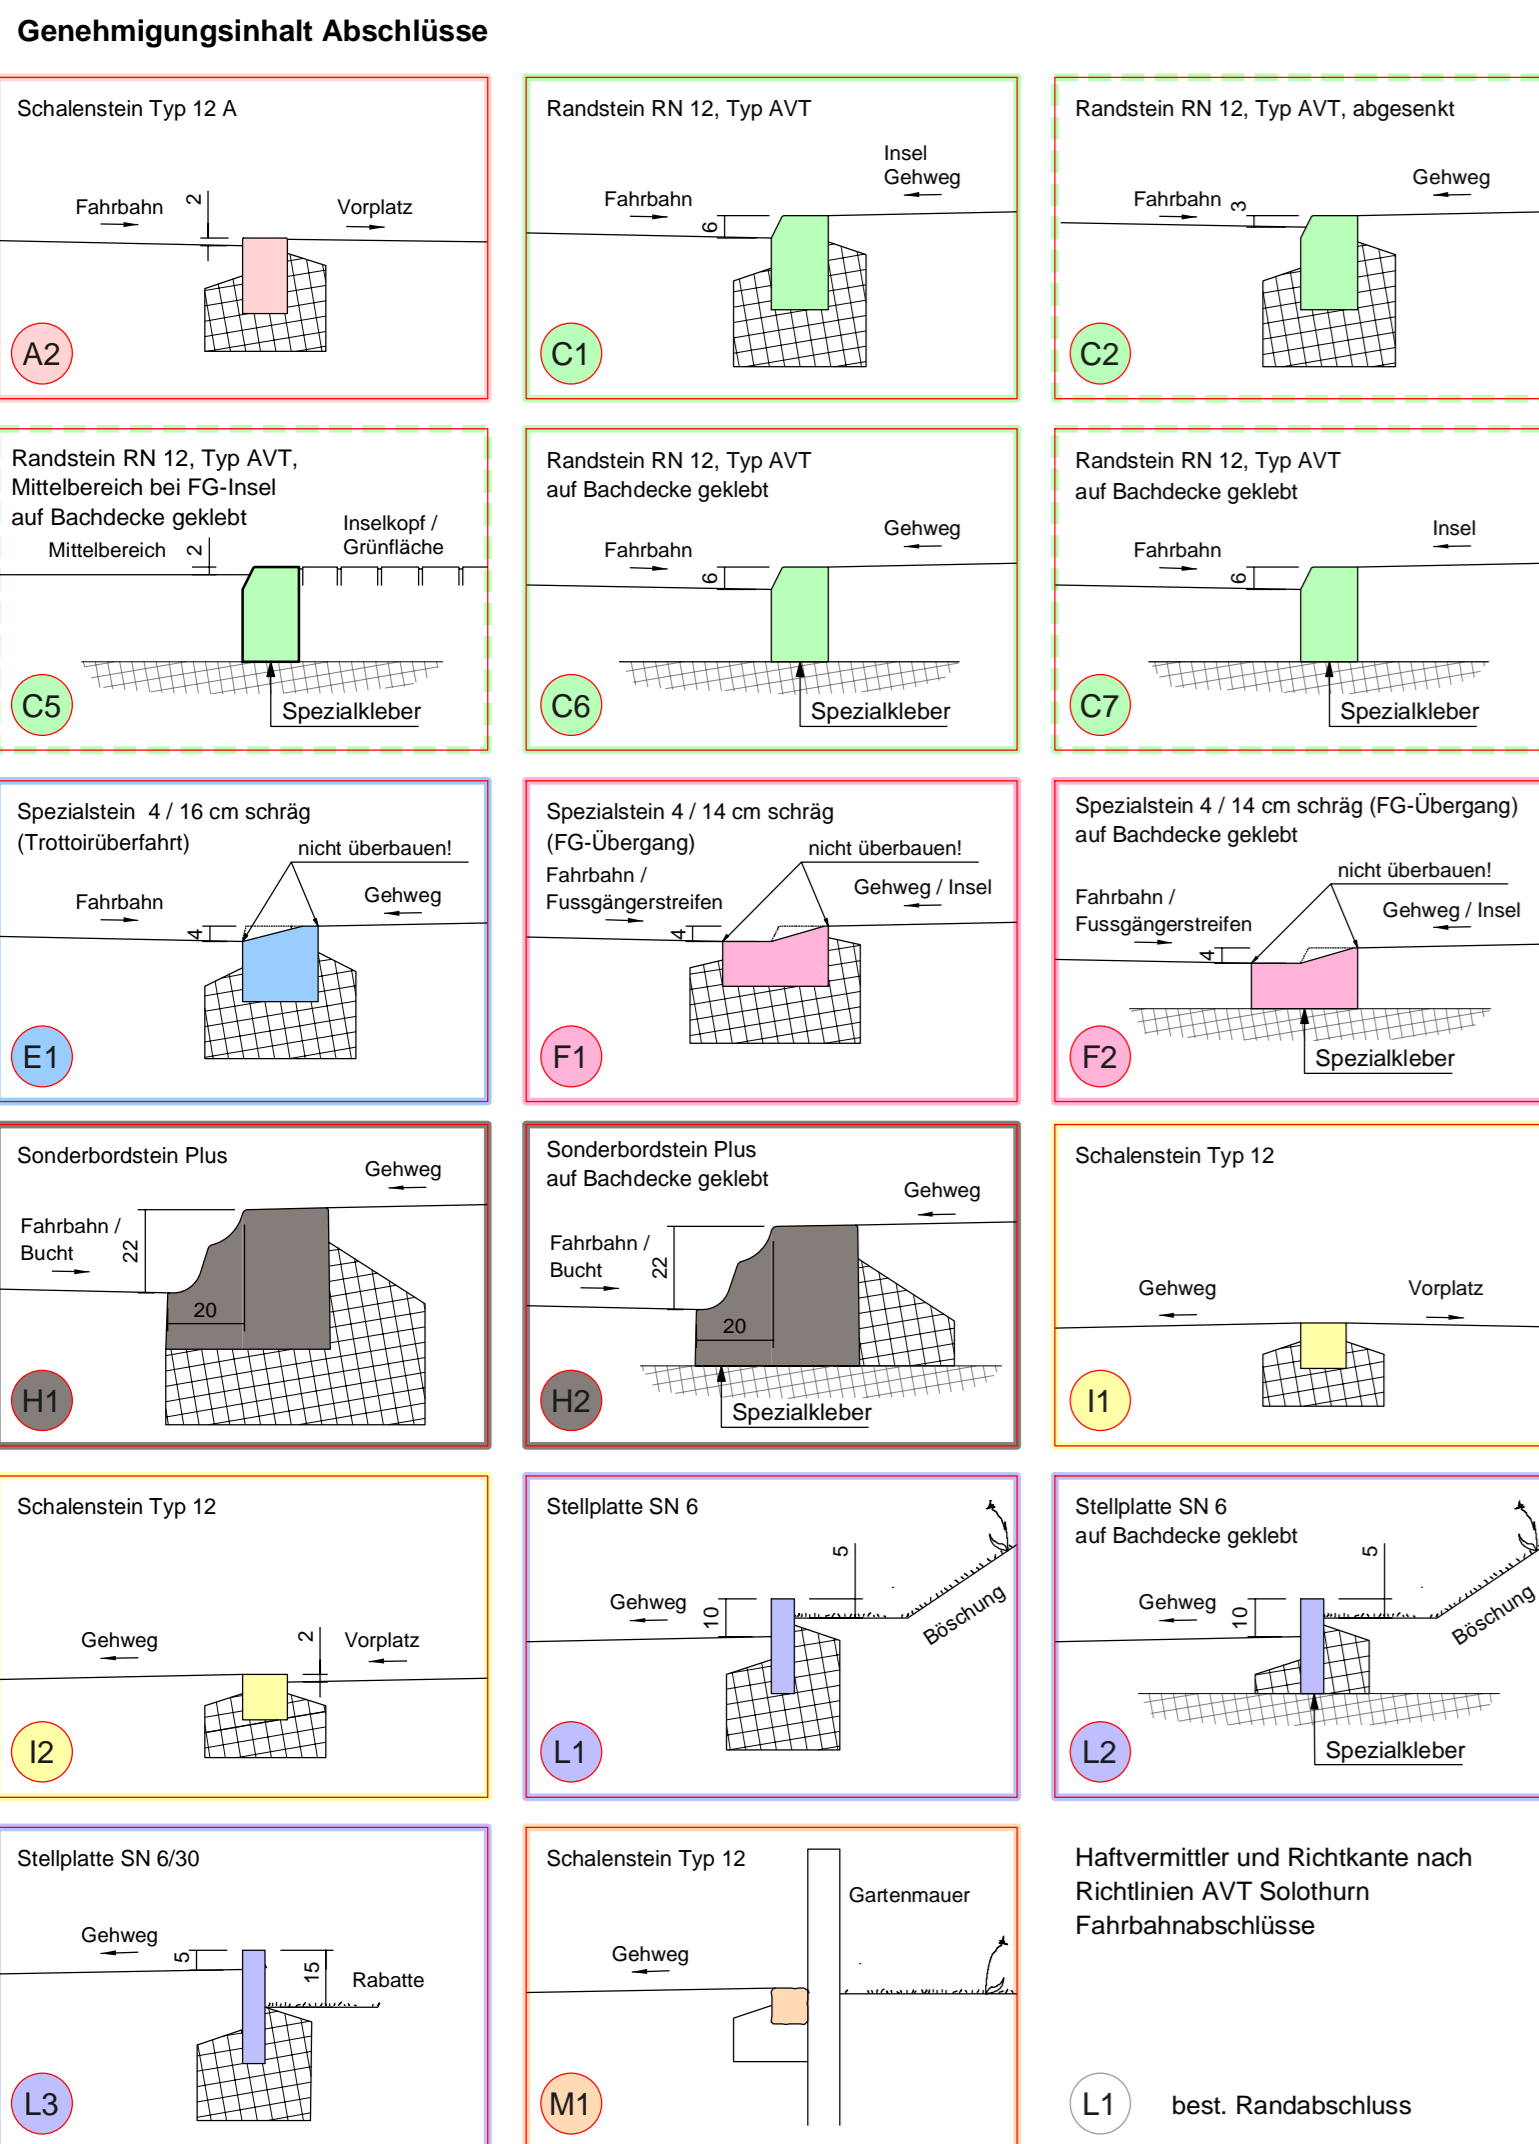 Genehmigungsinhalt Abschlüsse
Schalenstein Typ 12 A
Fahrbahn
2
Vorplatz
A2
Randstein RN 12, Typ AVT
Insel
Gehweg
Fahrbahn
6
C1
Randstein RN 12, Typ AVT, abgesenkt
Gehweg
Fahrbahn
3
C2
Randstein RN 12, Typ AVT,
Mittelbereich bei FG-Insel
auf Bachdecke geklebt
Inselkopf /
Grünfläche
Mittelbereich
2
C5
Spezialkleber
Randstein RN 12, Typ AVT
auf Bachdecke geklebt
Gehweg
Fahrbahn
6
C6
Spezialkleber
Randstein RN 12, Typ AVT
auf Bachdecke geklebt
Insel
Fahrbahn
6
C7
Spezialkleber
Spezialstein 4 / 16 cm schräg
(Trottoirüberfahrt)
nicht überbauen!
Fahrbahn
Gehweg
4
E1
Spezialstein 4 / 14 cm schräg
(FG-Übergang)
nicht überbauen!
Fahrbahn /
Fussgängerstreifen
Gehweg / Insel
4
F1
Spezialstein 4 / 14 cm schräg (FG-Übergang)
auf Bachdecke geklebt
nicht überbauen!
Fahrbahn /
Fussgängerstreifen
Gehweg / Insel
4
F2
Spezialkleber
Sonderbordstein Plus
Gehweg
Fahrbahn /
Bucht
22
20
H1
Sonderbordstein Plus
auf Bachdecke geklebt
Gehweg
Fahrbahn /
Bucht
22
20
H2
Spezialkleber
Schalenstein Typ 12
Gehweg
Vorplatz
I1
Schalenstein Typ 12
Gehweg
2
Vorplatz
I2
Stellplatte SN 6
5
Gehweg
10
Böschung
L1
Stellplatte SN 6
auf Bachdecke geklebt
5
Gehweg
10
Böschung
L2
Spezialkleber
Stellplatte SN 6/30
Gehweg
5
15
Rabatte
L3
Schalenstein Typ 12
Gartenmauer
Gehweg
M1
Haftvermittler und Richtkante nach
Richtlinien AVT Solothurn
Fahrbahnabschlüsse
L1
best. Randabschluss